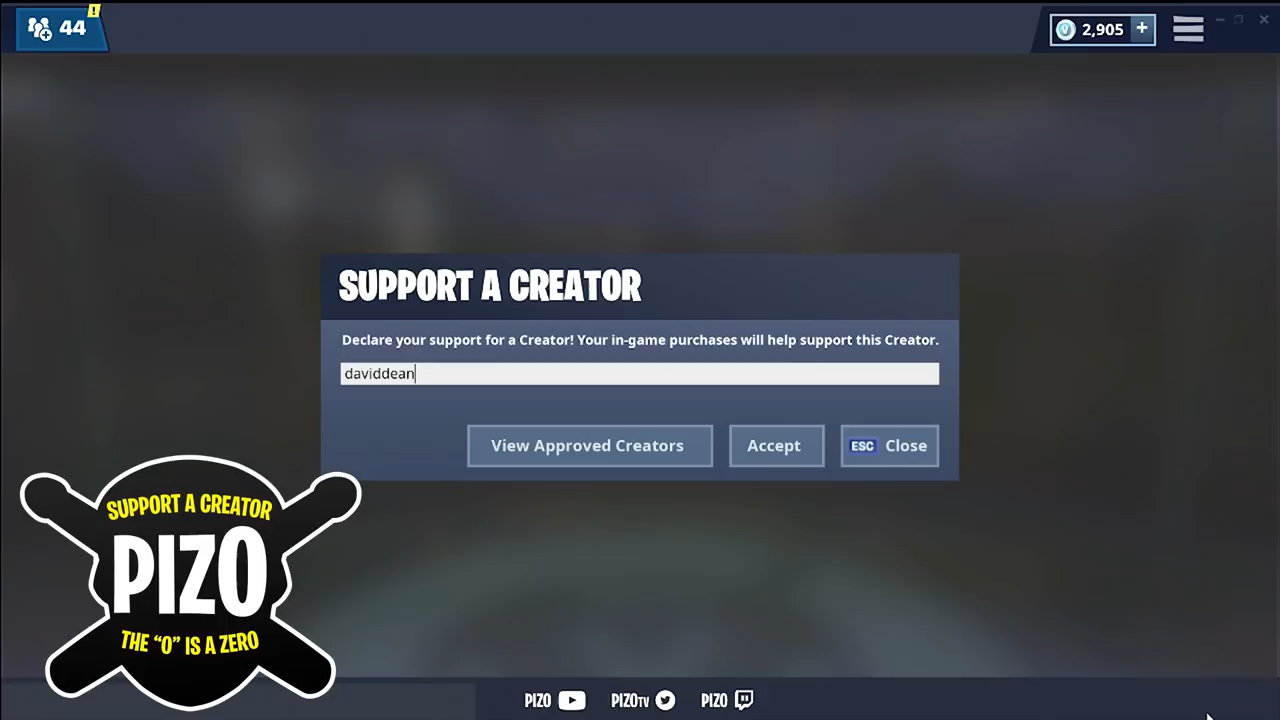 44
!
2,905 +
SUPPORT A CREATOR
Declare your support for a Creator! Your in-game purchases will help support this Creator.
daviddean
View Approved Creators
Accept
ESC Close
SUPPORT A CREATOR
PIZO
THE "O" IS A ZERO
PIZO
PIZOTV
PIZO